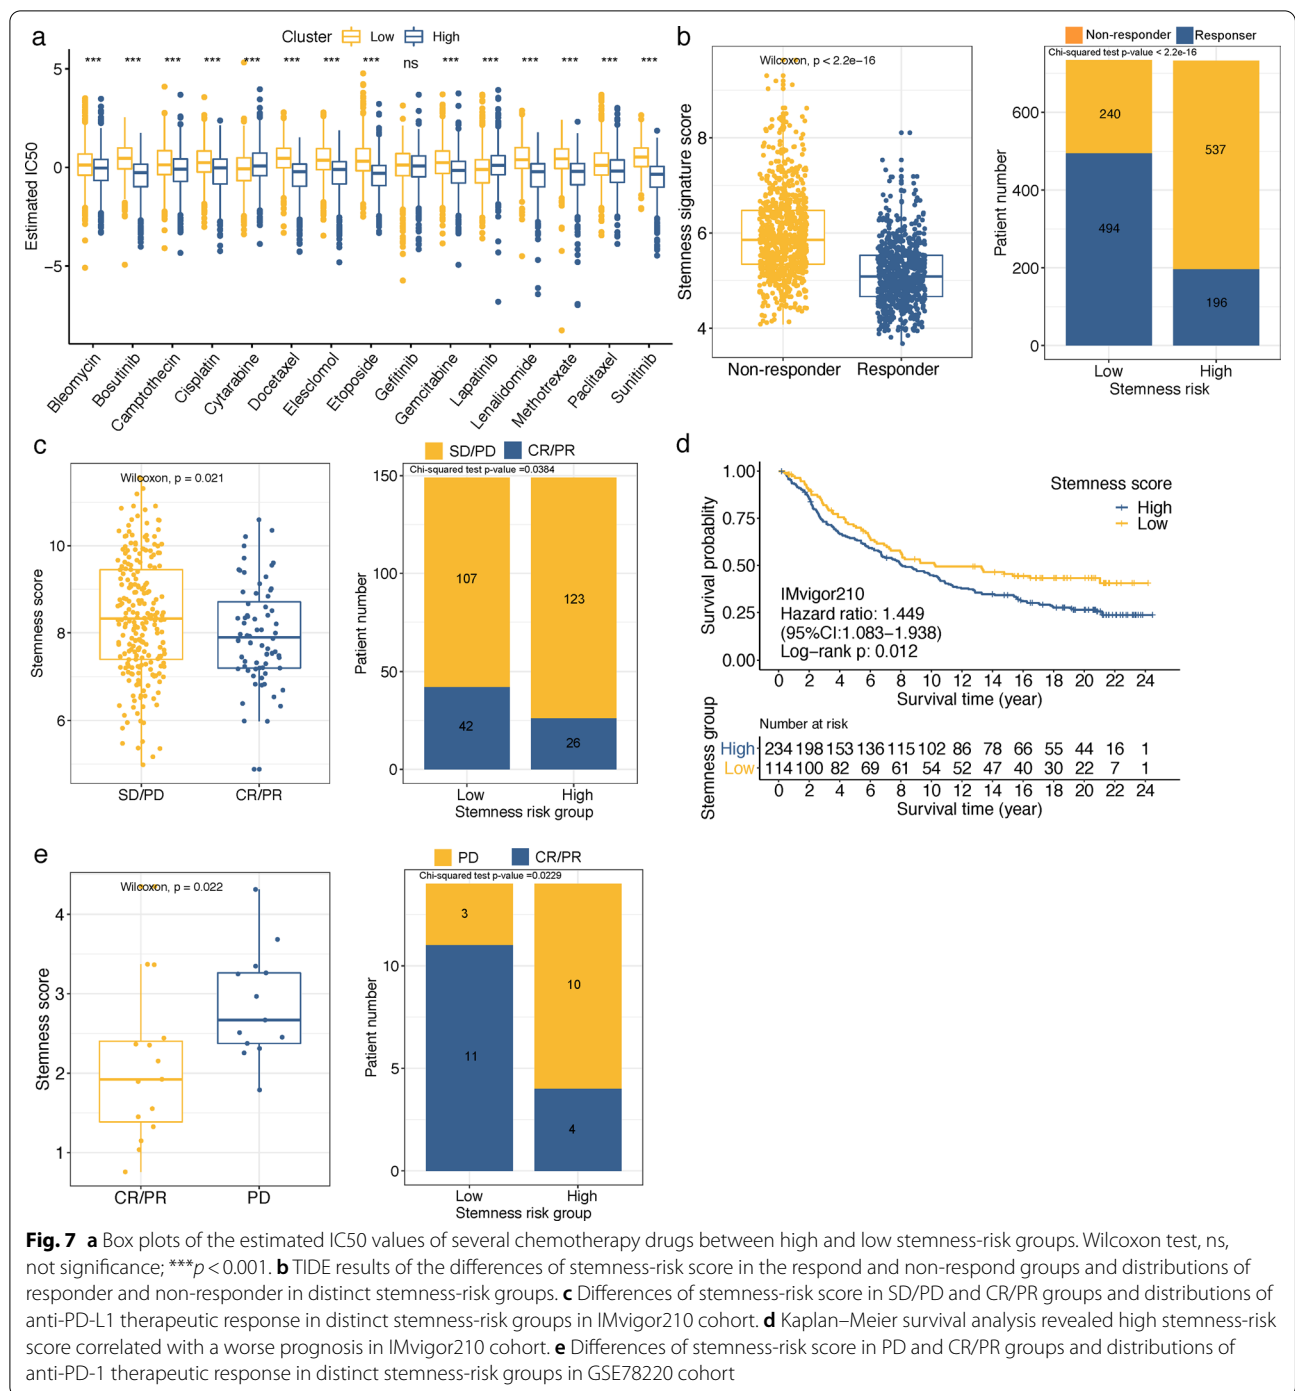 a
Cluster Low High
*** *** *** *** *** *** *** *** ns *** *** *** *** *** ***
Estimated IC50
5
0
−5
Bleomycin
Bosutinib
Camptothecin
Cisplatin
Cytarabine
Docetaxel
Elesclomol
Etoposide
Gefitinib
Gemcitabine
Lapatinib
Lenalidomide
Methotrexate
Paclitaxel
Sunitinib
b
Wilcoxon, p < 2.2e−16
Stemness signature score
8
6
4
Non-responder Responder
Non-responder Responser
Chi-squared test p-value < 2.2e-16
Patient number
600
400
200
0
240
494
537
196
Low High
Stemness risk
c
Wilcoxon, p = 0.021
Stemness score
10
8
6
SD/PD CR/PR
SD/PD CR/PR
Chi-squared test p-value =0.0384
Patient number
150
100
50
0
107
42
123
26
Low High
Stemness risk group
d
Survival probablity
1.00
0.75
0.50
0.25
0.00
Stemness score
High
Low
IMvigor210
Hazard ratio: 1.449
(95%CI:1.083−1.938)
Log−rank p: 0.012
0 2 4 6 8 10 12 14 16 18 20 22 24
Survival time (year)
Number at risk
Stemness group
High 234 198 153 136 115 102 86 78 66 55 44 16 1
Low 114 100 82 69 61 54 52 47 40 30 22 7 1
0 2 4 6 8 10 12 14 16 18 20 22 24
Survival time (year)
e
Wilcoxon, p = 0.022
Stemness score
4
3
2
1
CR/PR PD
PD CR/PR
Chi-squared test p-value =0.0229
Patient number
10
5
0
3
11
10
4
Low High
Stemness risk group
Fig. 7 a Box plots of the estimated IC50 values of several chemotherapy drugs between high and low stemness-risk groups. Wilcoxon test, ns,
not significance; ***p < 0.001. b TIDE results of the differences of stemness-risk score in the respond and non-respond groups and distributions of
responder and non-responder in distinct stemness-risk groups. c Differences of stemness-risk score in SD/PD and CR/PR groups and distributions of
anti-PD-L1 therapeutic response in distinct stemness-risk groups in IMvigor210 cohort. d Kaplan–Meier survival analysis revealed high stemness-risk
score correlated with a worse prognosis in IMvigor210 cohort. e Differences of stemness-risk score in PD and CR/PR groups and distributions of
anti-PD-1 therapeutic response in distinct stemness-risk groups in GSE78220 cohort